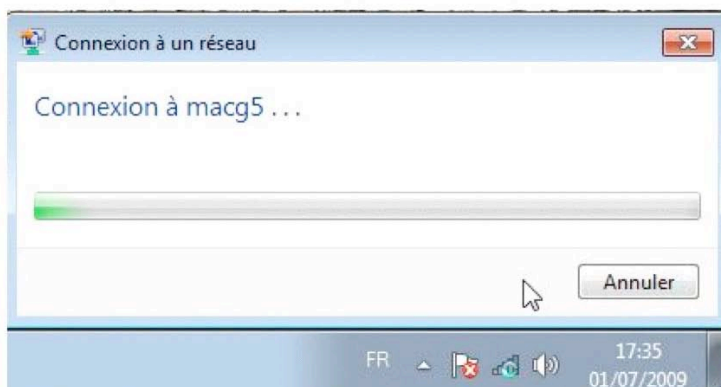 Connexion à un réseau
Connexion à macg5 ...
Annuler
FR
17:35
01/07/2009